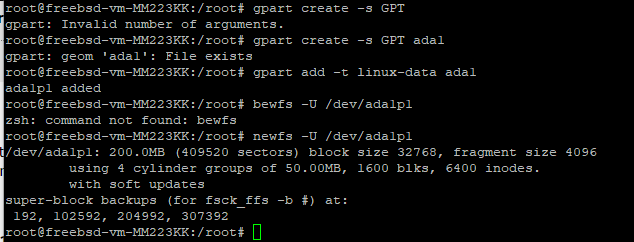 root@freebsd-vm-MM223KK:/root# gpart create -s GPT
gpart: Invalid number of arguments.
root@freebsd-vm-MM223KK:/root# gpart create -s GPT ada1
gpart: geom 'ada1': File exists
root@freebsd-vm-MM223KK:/root# gpart add -t linux-data ada1
ada1p1 added
root@freebsd-vm-MM223KK:/root# bewfs -U /dev/ada1p1
zsh: command not found: bewfs
root@freebsd-vm-MM223KK:/root# newfs -U /dev/ada1p1
/dev/ada1p1: 200.0MB (409520 sectors) block size 32768, fragment size 4096
using 4 cylinder groups of 50.00MB, 1600 blks, 6400 inodes.
with soft updates
super-block backups (for fsck_ffs -b #) at:
192, 102592, 204992, 307392
root@freebsd-vm-MM223KK:/root#